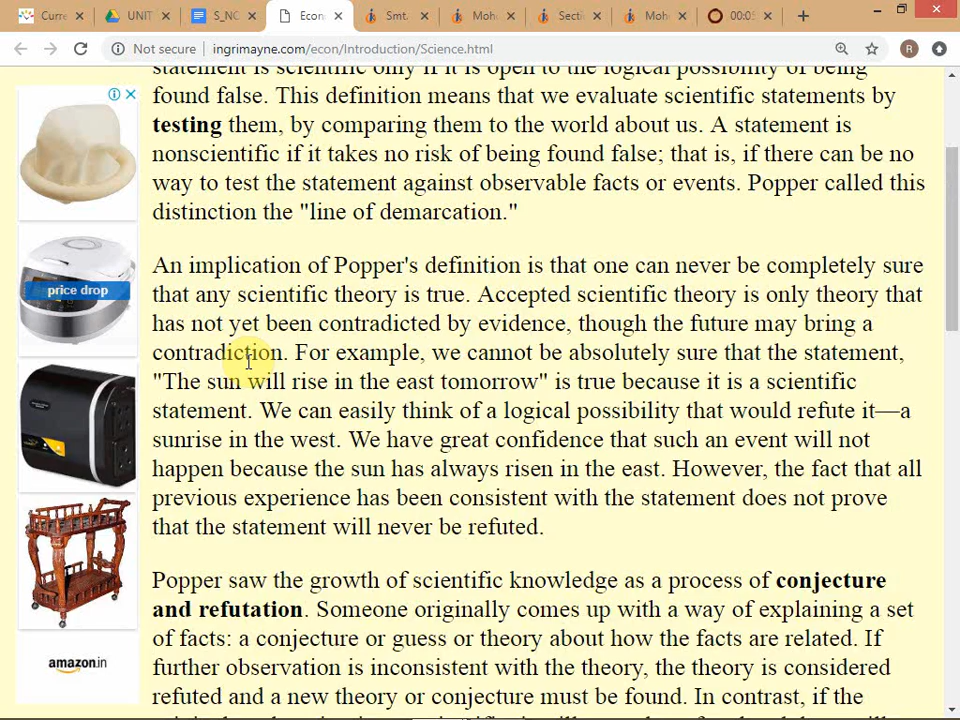 Curre
UNIT
S_NC
Econ
Smt.
Moh
Secti
Moh
00:0
Not secure
ingrimayne.com/econ/Introduction/Science.html
R
statement is scientific only if it is open to the logical possibility of being
found false. This definition means that we evaluate scientific statements by
testing them, by comparing them to the world about us. A statement is
nonscientific if it takes no risk of being found false; that is, if there can be no
way to test the statement against observable facts or events. Popper called this
distinction the "line of demarcation."
An implication of Popper's definition is that one can never be completely sure
that any scientific theory is true. Accepted scientific theory is only theory that
has not yet been contradicted by evidence, though the future may bring a
contradiction. For example, we cannot be absolutely sure that the statement,
"The sun will rise in the east tomorrow" is true because it is a scientific
statement. We can easily think of a logical possibility that would refute it—a
sunrise in the west. We have great confidence that such an event will not
happen because the sun has always risen in the east. However, the fact that all
previous experience has been consistent with the statement does not prove
that the statement will never be refuted.
Popper saw the growth of scientific knowledge as a process of conjecture
and refutation. Someone originally comes up with a way of explaining a set
of facts: a conjecture or guess or theory about how the facts are related. If
further observation is inconsistent with the theory, the theory is considered
refuted and a new theory or conjecture must be found. In contrast, if the
price drop
amazon.in